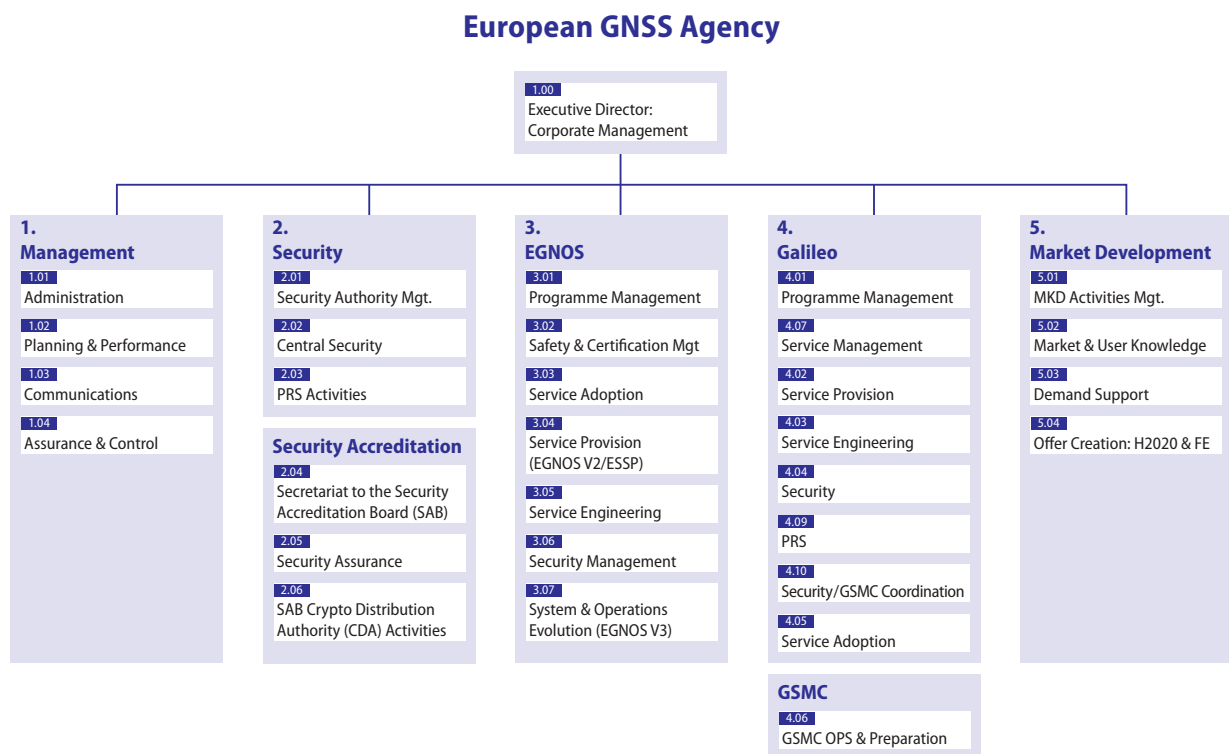 European GNSS Agency
1.00
Executive Director:
Corporate Management
1.
Management
1.01
Administration
1.02
Planning & Performance
1.03
Communications
1.04
Assurance & Control
2.
Security
2.01
Security Authority Mgt.
2.02
Central Security
2.03
PRS Activities
Security Accreditation
2.04
Secretariat to the Security
Accreditation Board (SAB)
2.05
Security Assurance
2.06
SAB Crypto Distribution
Authority (CDA) Activities
3.
EGNOS
3.01
Programme Management
3.02
Safety & Certification Mgt
3.03
Service Adoption
3.04
Service Provision
(EGNOS V2/ESSP)
3.05
Service Engineering
3.06
Security Management
3.07
System & Operations
Evolution (EGNOS V3)
4.
Galileo
4.01
Programme Management
4.07
Service Management
4.02
Service Provision
4.03
Service Engineering
4.04
Security
4.09
PRS
4.10
Security/GSMC Coordination
4.05
Service Adoption
GSMC
4.06
GSMC OPS & Preparation
5.
Market Development
5.01
MKD Activities Mgt.
5.02
Market & User Knowledge
5.03
Demand Support
5.04
Offer Creation: H2020 & FE